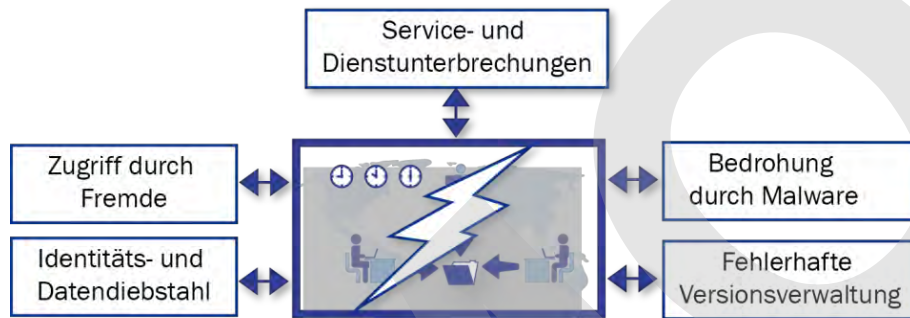 Service- und
Dienstunterbrechungen
Zugriff durch
Fremde
Bedrohung
durch Malware
Identitäts- und
Datendiebstahl
Fehlerhafte
Versionsverwaltung